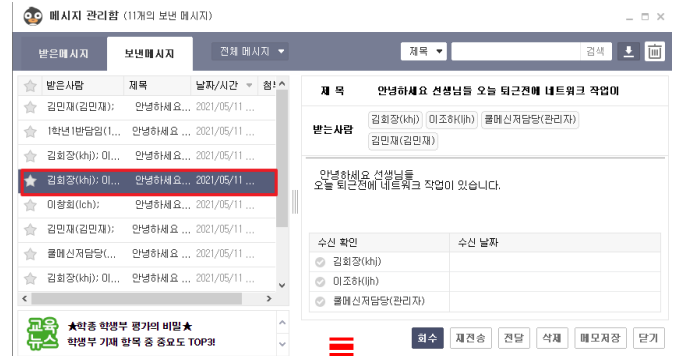 메시지 관리함 (11개의 보낸 메시지)
받은메시지 보낸메시지 전체 메시지 제목 검색
받은사람 제목 날짜/시간 첨
김민재(김민재); 안녕하세요... 2021/05/11 ...
1학년1반담임(1... 안녕하세요... 2021/05/11 ...
김회장(khj); 이... 안녕하세요... 2021/05/11 ...
김회장(khj); 이... 안녕하세요... 2021/05/11 ...
이창희(lch); 안녕하세요... 2021/05/11 ...
김민재(김민재); 안녕하세요... 2021/05/11 ...
쿨메신저담당(... 안녕하세요... 2021/05/11 ...
김회장(khj); 이... 안녕하세요... 2021/05/11 ...
교육
뉴스
★학종 학생부 평가의 비밀★
학생부 기재 항목 중 중요도 TOP3!
제 목 안녕하세요 선생님들 오늘 퇴근전에 네트워크 작업이
받는사람 김회장(khj) 이조하(ljh) 쿨메신저담당(관리자)
김민재(김민재)
안녕하세요 선생님들
오늘 퇴근전에 네트워크 작업이 있습니다.
수신 확인 수신 날짜
김회장(khj)
이조하(ljh)
쿨메신저담당(관리자)
회수 재전송 전달 삭제 메모저장 닫기